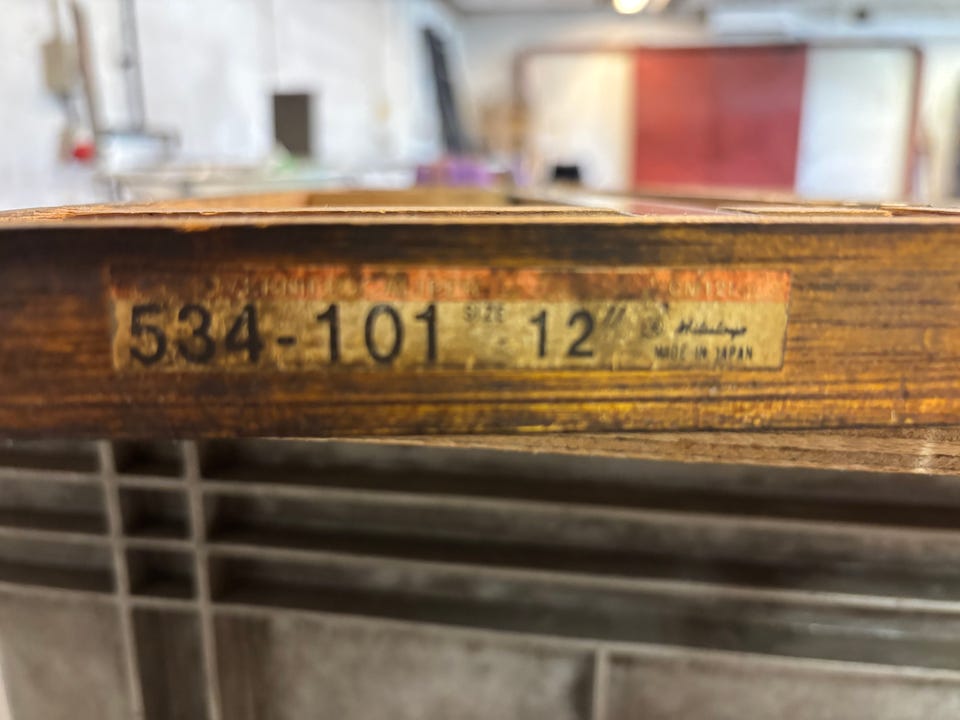 534-101 SIZE 12" Mitutoyo
MADE IN JAPAN